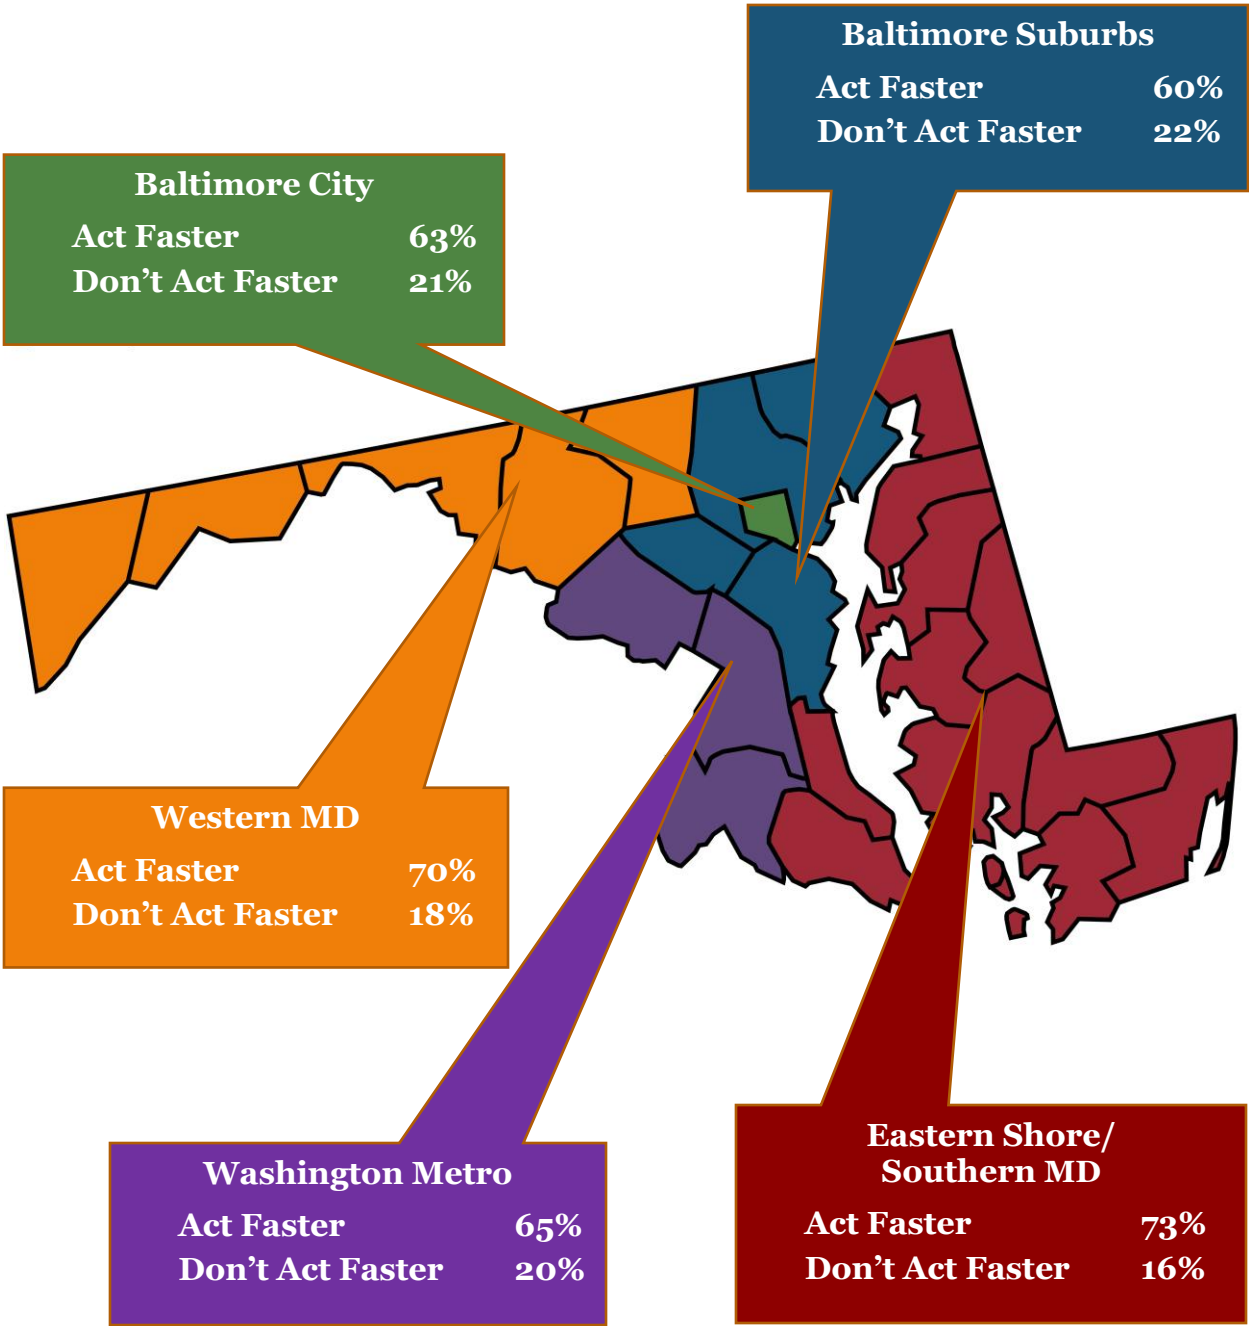 Baltimore Suburbs
Act Faster 60%
Don’t Act Faster 22%
Baltimore City
Act Faster 63%
Don’t Act Faster 21%
Western MD
Act Faster 70%
Don’t Act Faster 18%
Washington Metro
Act Faster 65%
Don’t Act Faster 20%
Eastern Shore/
Southern MD
Act Faster 73%
Don’t Act Faster 16%